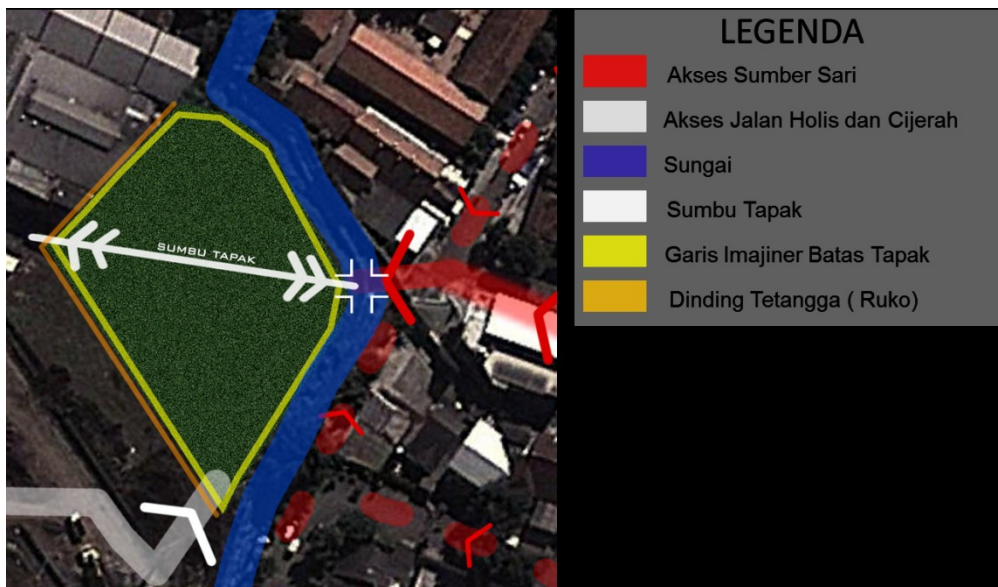 LEGENDA
Akses Sumber Sari
Akses Jalan Holis dan Cijerah
Sungai
Sumbu Tapak
Garis Imajiner Batas Tapak
Dinding Tetangga ( Ruko)
SUMBU TAPAK